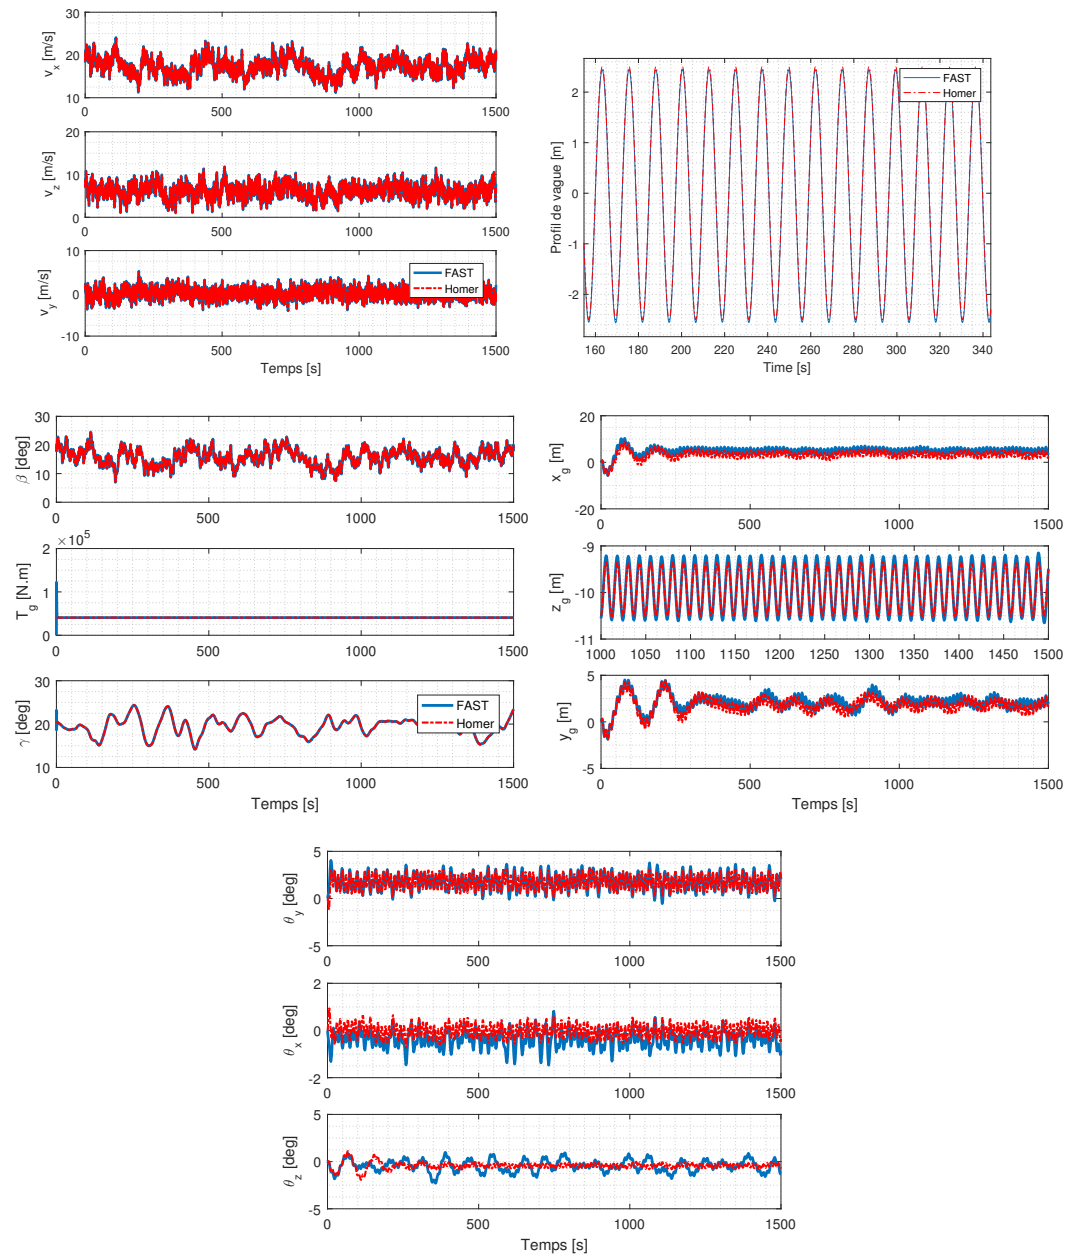 30
20
10
v_x [m/s]
0 500 1000 1500
20
10
0
v_z [m/s]
0 500 1000 1500
10
0
-10
v_y [m/s]
FAST
Homer
0 500 1000 1500
Temps [s]
2
1
0
-1
-2
Profil de vague [m]
FAST
Homer
160 180 200 220 240 260 280 300 320 340
Time [s]
30
20
10
0
β [deg]
0 500 1000 1500
×10^5
2
1
0
T_g [N.m]
0 500 1000 1500
30
20
10
γ [deg]
FAST
Homer
0 500 1000 1500
Temps [s]
20
0
-20
x_g [m]
0 500 1000 1500
-9
-10
-11
z_g [m]
1000 1050 1100 1150 1200 1250 1300 1350 1400 1450 1500
5
0
-5
y_g [m]
0 500 1000 1500
Temps [s]
5
0
-5
θ_y [deg]
0 500 1000 1500
2
0
-2
θ_x [deg]
0 500 1000 1500
5
0
-5
θ_z [deg]
0 500 1000 1500
Temps [s]